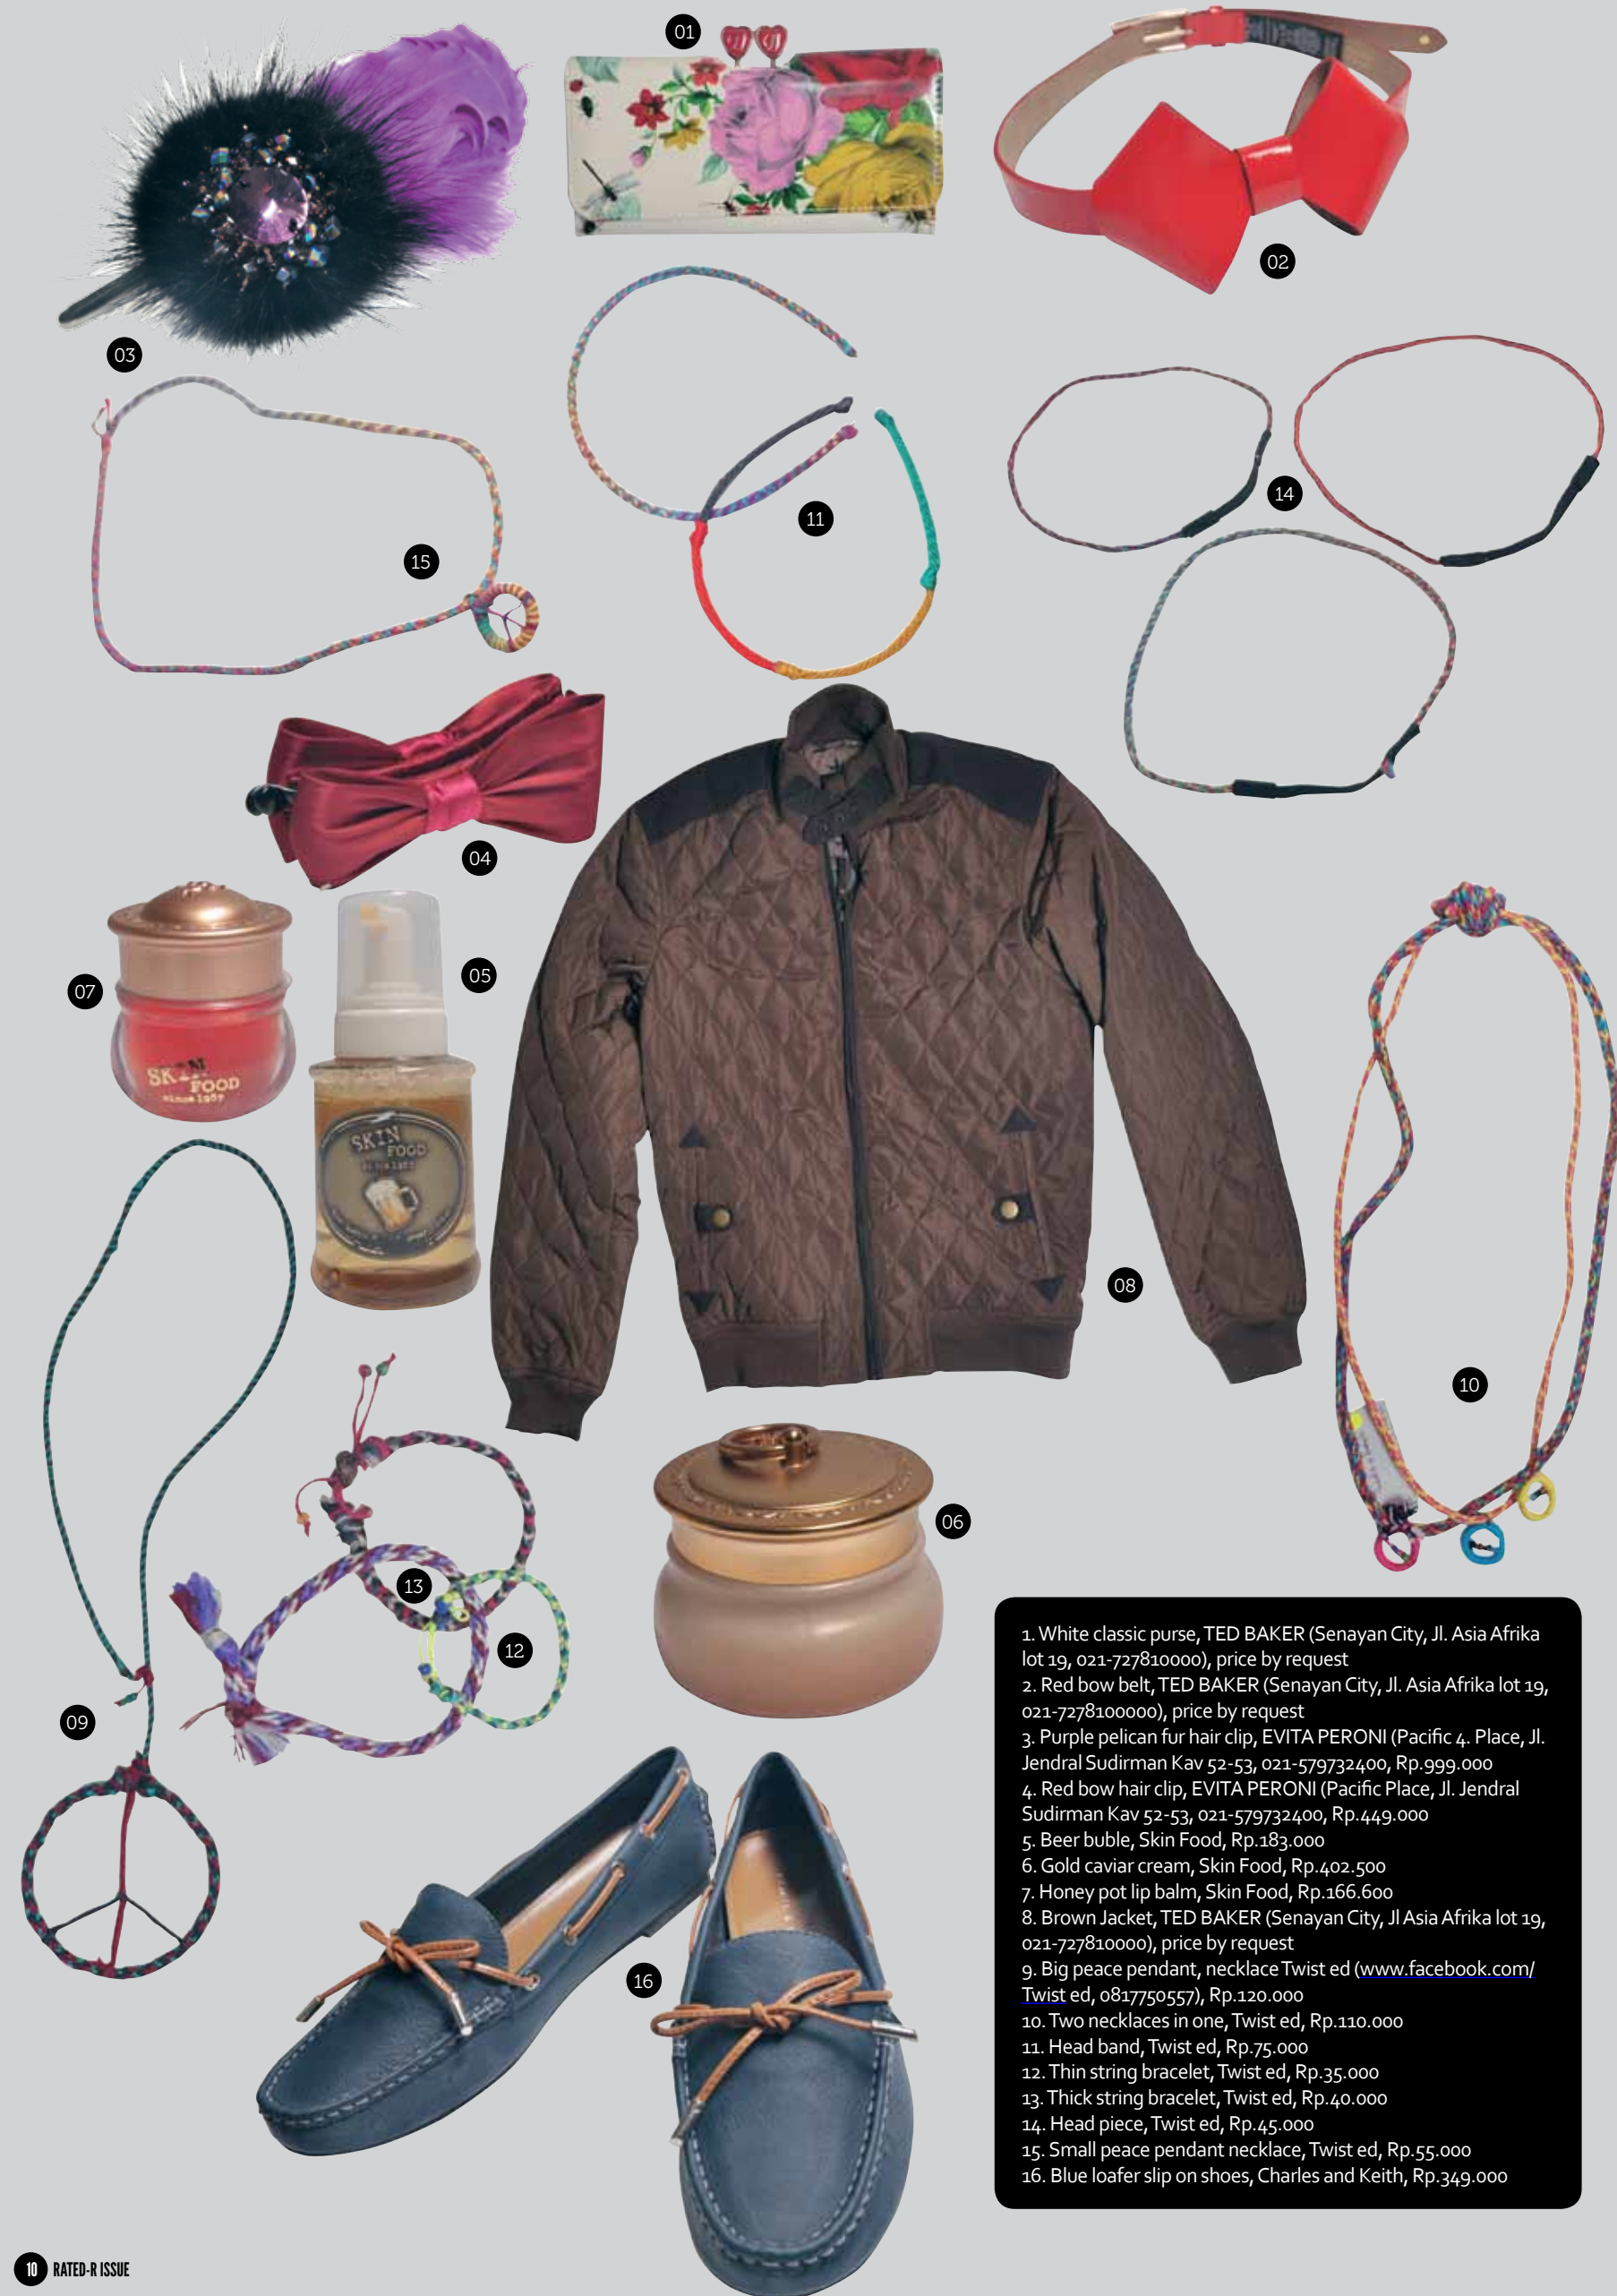 01
02
03
11
14
15
04
07
05
SKIN
FOOD
since 1957
SKIN
FOOD
08
10
06
13
12
09
16
1. White classic purse, TED BAKER (Senayan City, Jl. Asia Afrika
lot 19, 021-727810000), price by request
2. Red bow belt, TED BAKER (Senayan City, Jl. Asia Afrika lot 19,
021-7278100000), price by request
3. Purple pelican fur hair clip, EVITA PERONI (Pacific 4. Place, Jl.
Jendral Sudirman Kav 52-53, 021-579732400, Rp.999.000
4. Red bow hair clip, EVITA PERONI (Pacific Place, Jl. Jendral
Sudirman Kav 52-53, 021-579732400, Rp.449.000
5. Beer buble, Skin Food, Rp.183.000
6. Gold caviar cream, Skin Food, Rp.402.500
7. Honey pot lip balm, Skin Food, Rp.166.600
8. Brown Jacket, TED BAKER (Senayan City, Jl Asia Afrika lot 19,
021-727810000), price by request
9. Big peace pendant, necklace Twist ed (www.facebook.com/
Twist ed, 0817750557), Rp.120.000
10. Two necklaces in one, Twist ed, Rp.110.000
11. Head band, Twist ed, Rp.75.000
12. Thin string bracelet, Twist ed, Rp.35.000
13. Thick string bracelet, Twist ed, Rp.40.000
14. Head piece, Twist ed, Rp.45.000
15. Small peace pendant necklace, Twist ed, Rp.55.000
16. Blue loafer slip on shoes, Charles and Keith, Rp.349.000
10 RATED-R ISSUE